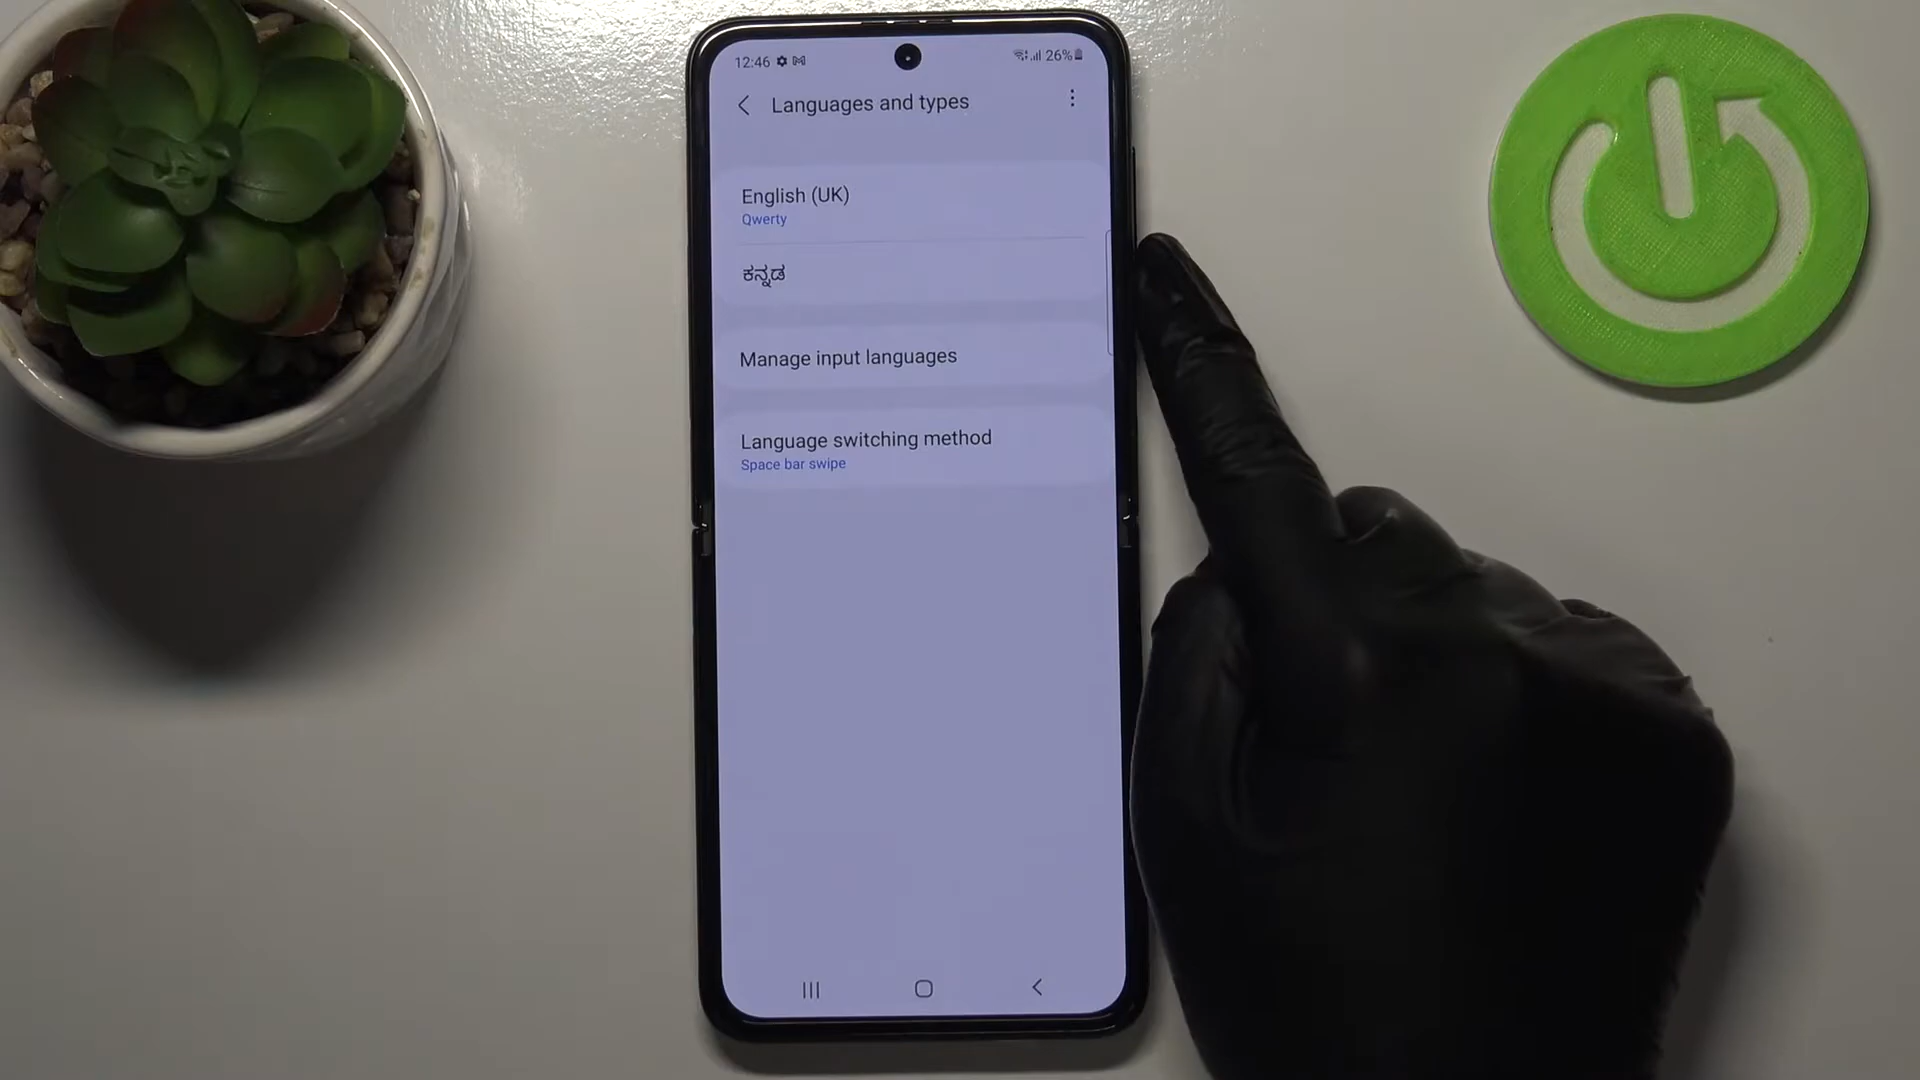 12:46
26%
Languages and types
English (UK)
Qwerty
ಕನ್ನಡ
Manage input languages
Language switching method
Space bar swipe